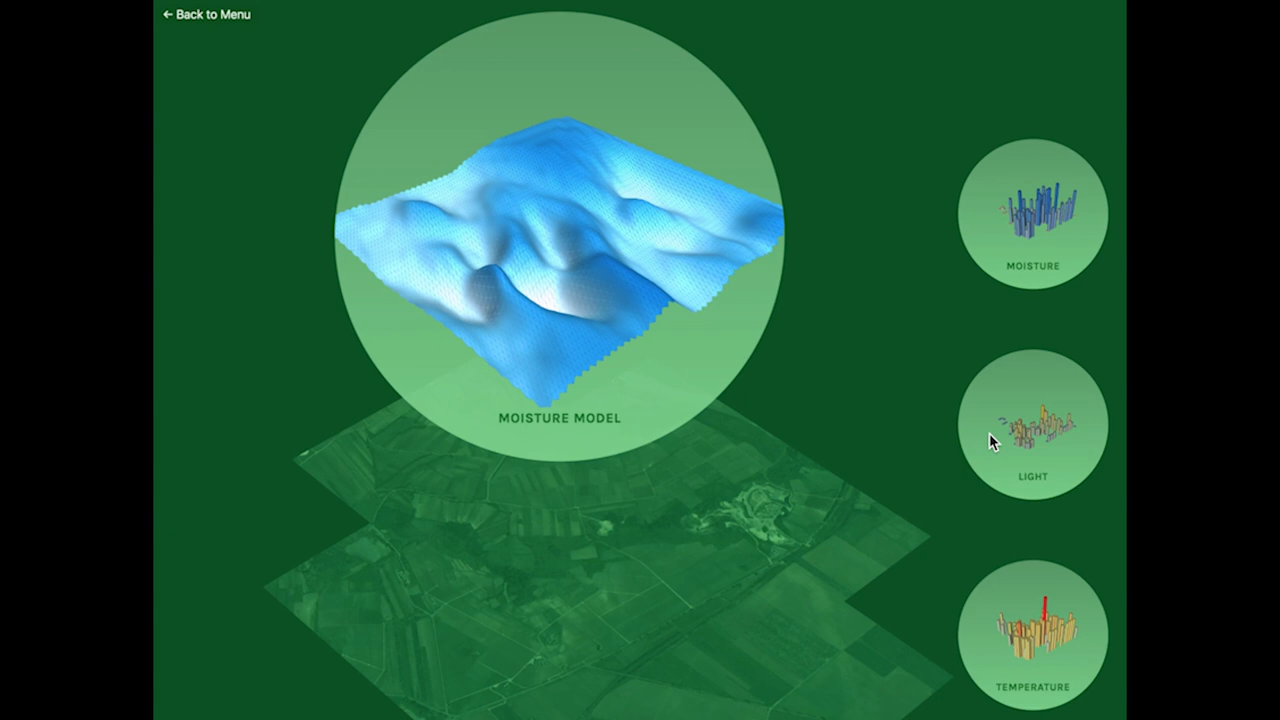 ← Back to Menu
MOISTURE MODEL
MOISTURE
LIGHT
TEMPERATURE